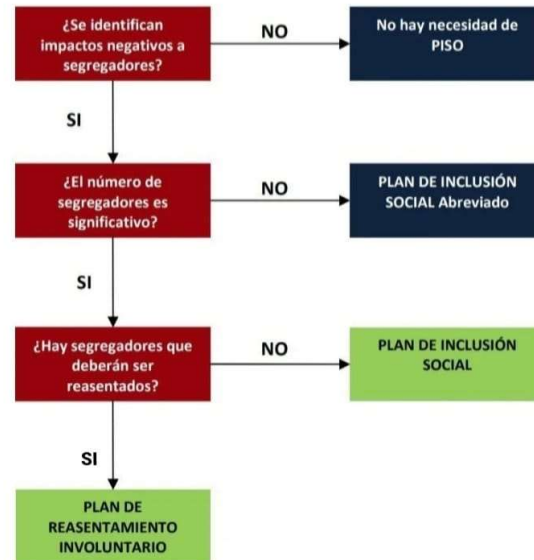 ¿Se identifican
impactos negativos a
segregadores?
NO
No hay necesidad de
PISO
SI
¿El número de
segregadores es
significativo?
NO
PLAN DE INCLUSIÓN
SOCIAL Abreviado
SI
¿Hay segregadores que
deberán ser
reasentados?
NO
PLAN DE INCLUSIÓN
SOCIAL
SI
PLAN DE
REASENTAMIENTO
INVOLUNTARIO